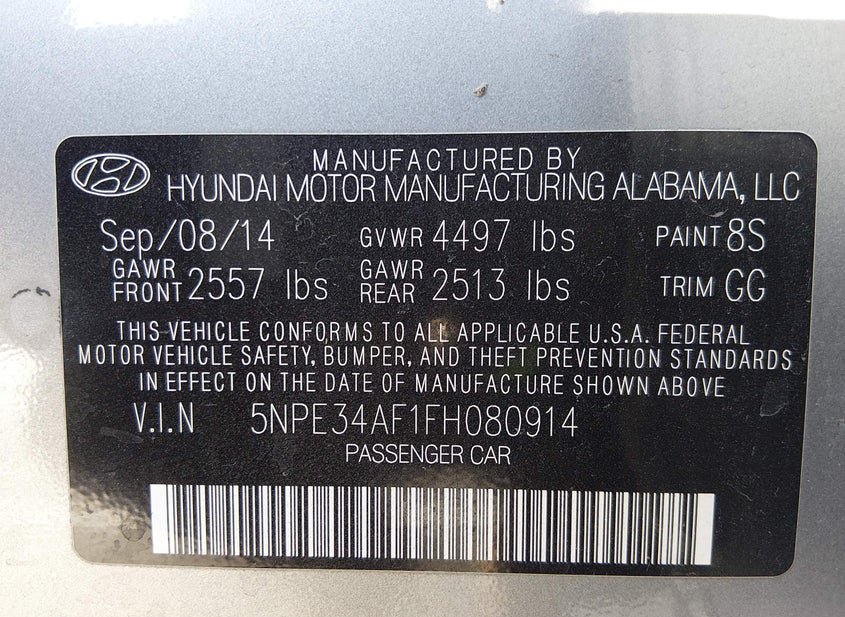 MANUFACTURED BY
HYUNDAI MOTOR MANUFACTURING ALABAMA, LLC
Sep/08/14 GVWR 4497 lbs PAINT 8S
GAWR FRONT 2557 lbs GAWR REAR 2513 lbs TRIM GG
THIS VEHICLE CONFORMS TO ALL APPLICABLE U.S.A. FEDERAL
MOTOR VEHICLE SAFETY, BUMPER, AND THEFT PREVENTION STANDARDS
IN EFFECT ON THE DATE OF MANUFACTURE SHOWN ABOVE
V.I.N 5NPE34AF1FH080914
PASSENGER CAR